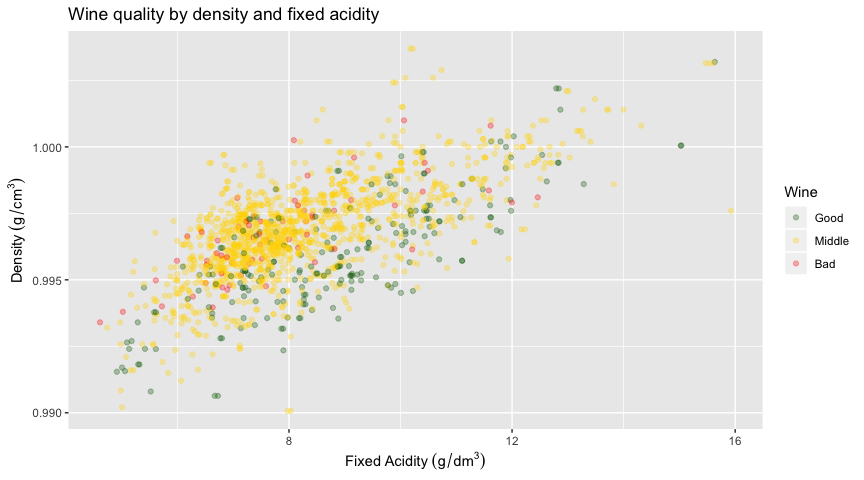 Wine quality by density and fixed acidity
Density (g/cm³)
1.000
0.995
0.990
8 12 16
Fixed Acidity (g/dm³)
Wine
Good
Middle
Bad